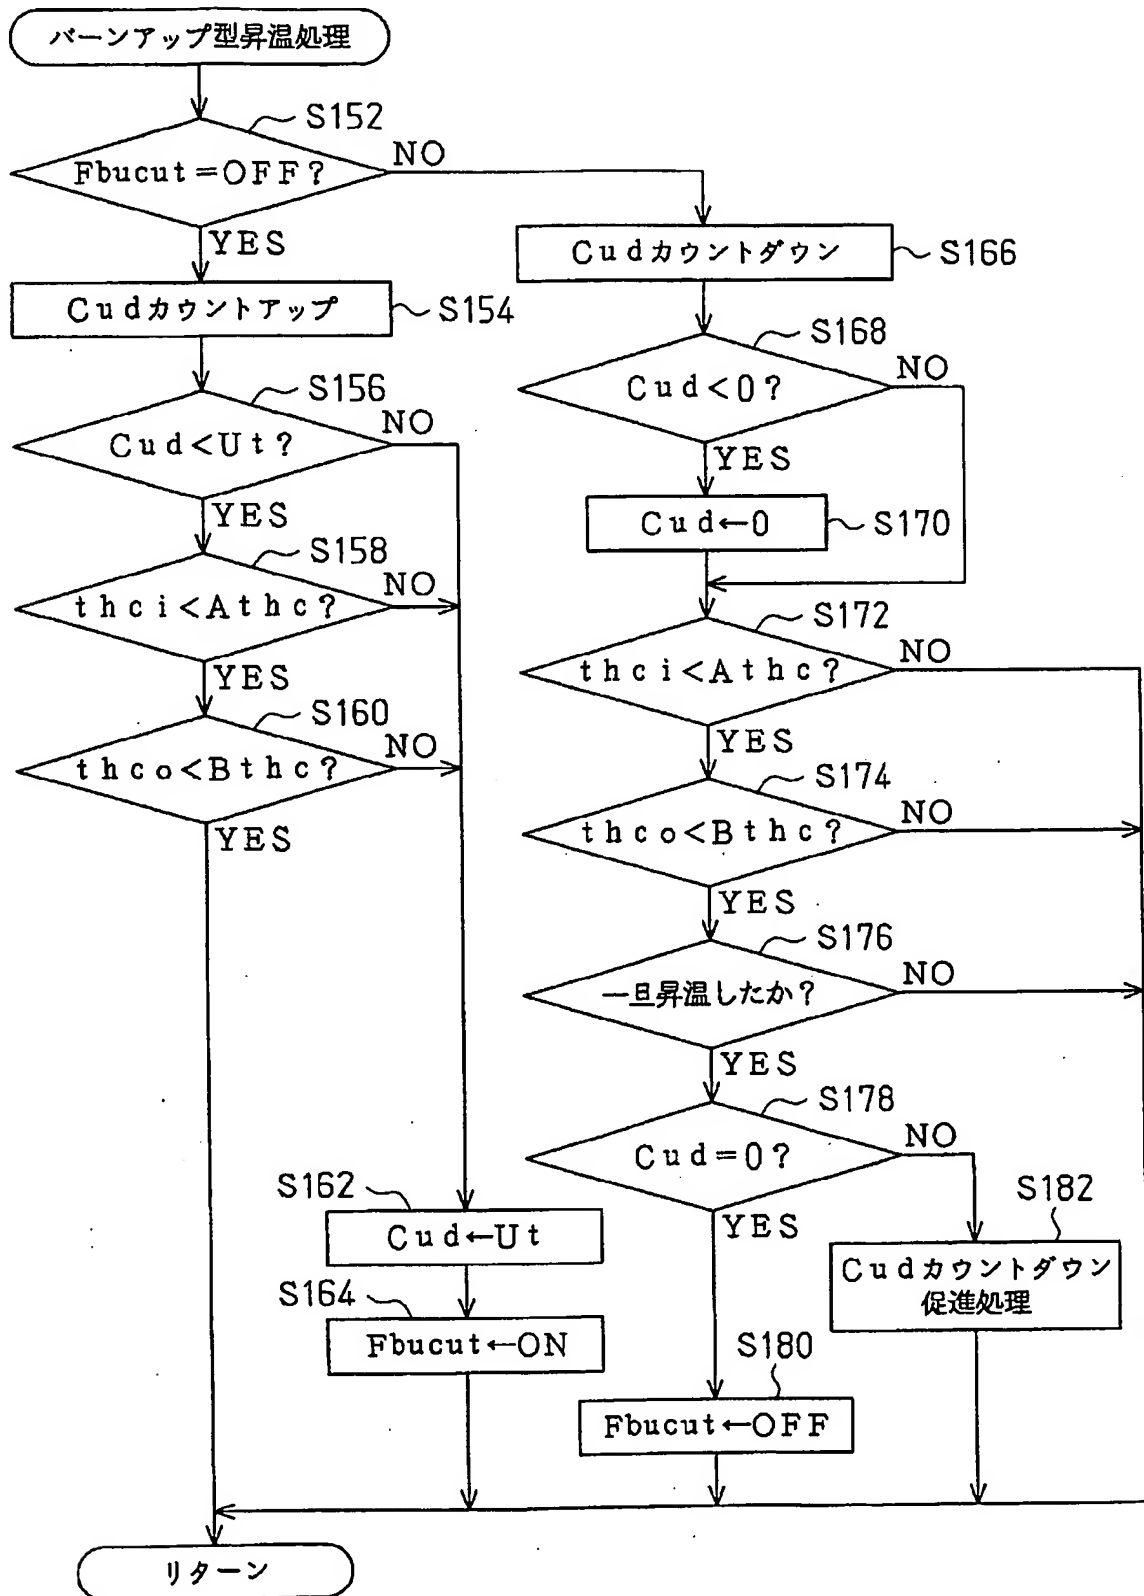 バーンアップ型昇温処理
S152
Fbucut=OFF?
NO
YES
Cudカウントアップ
S154
S156
Cud<Ut?
NO
YES
S158
thci<Athc?
NO
YES
S160
thco<Bthc?
NO
YES
S162
Cud←Ut
S164
Fbucut←ON
Cudカウントダウン
S166
S168
Cud<0?
NO
YES
Cud←0
S170
S172
thci<Athc?
NO
YES
S174
thco<Bthc?
NO
YES
S176
一旦昇温したか?
NO
YES
S178
Cud=0?
NO
YES
S182
Cudカウントダウン
促進処理
S180
Fbucut←OFF
リターン